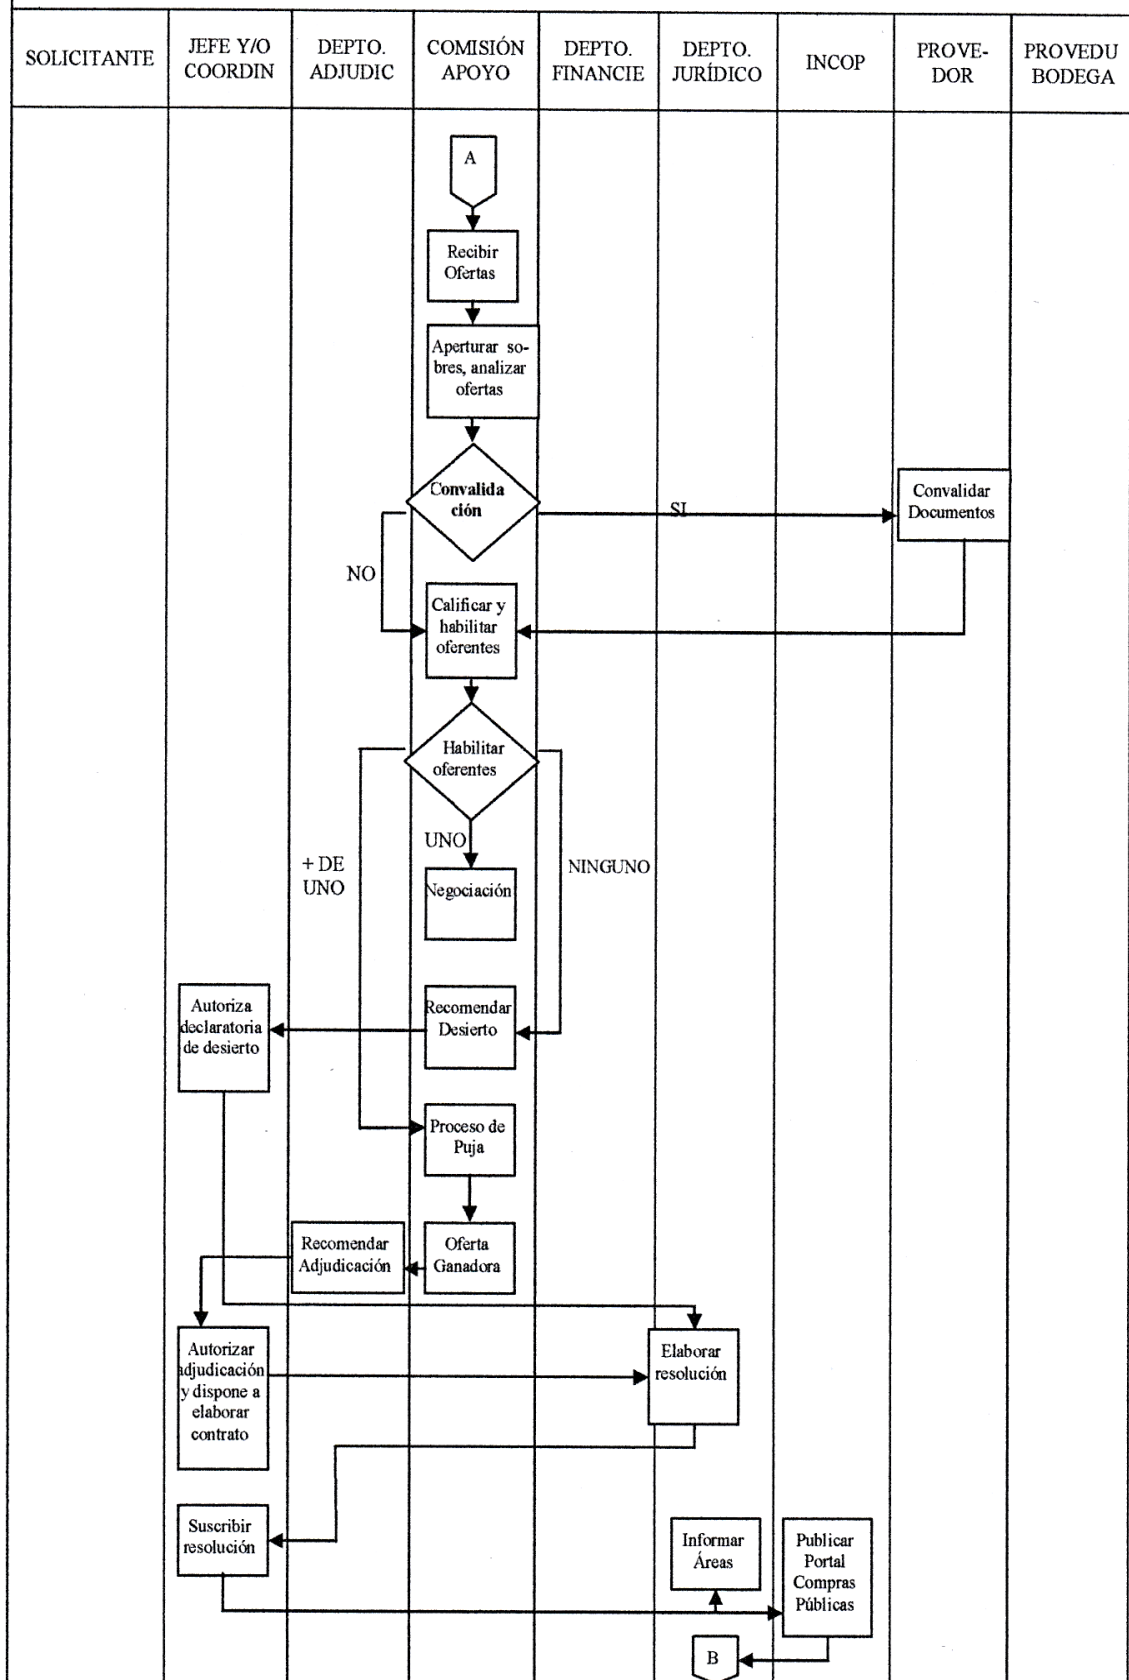 SOLICITANTE
JEFE Y/O
COORDIN
DEPTO.
ADJUDIC
COMISIÓN
APOYO
DEPTO.
FINANCIE
DEPTO.
JURÍDICO
INCOP
PROVE-
DOR
PROVEDU
BODEGA
A
Recibir
Ofertas
Aperturar so-
bres, analizar
ofertas
Convalida
ción
SI
Convalidar
Documentos
NO
Calificar y
habilitar
oferentes
Habilitar
oferentes
UNO
+ DE
UNO
NINGUNO
Negociación
Autoriza
declaratoria
de desierto
Recomendar
Desierto
Proceso de
Puja
Recomendar
Adjudicación
Oferta
Ganadora
Autorizar
adjudicación
y dispone a
elaborar
contrato
Elaborar
resolución
Suscribir
resolución
Informar
Áreas
Publicar
Portal
Compras
Públicas
B